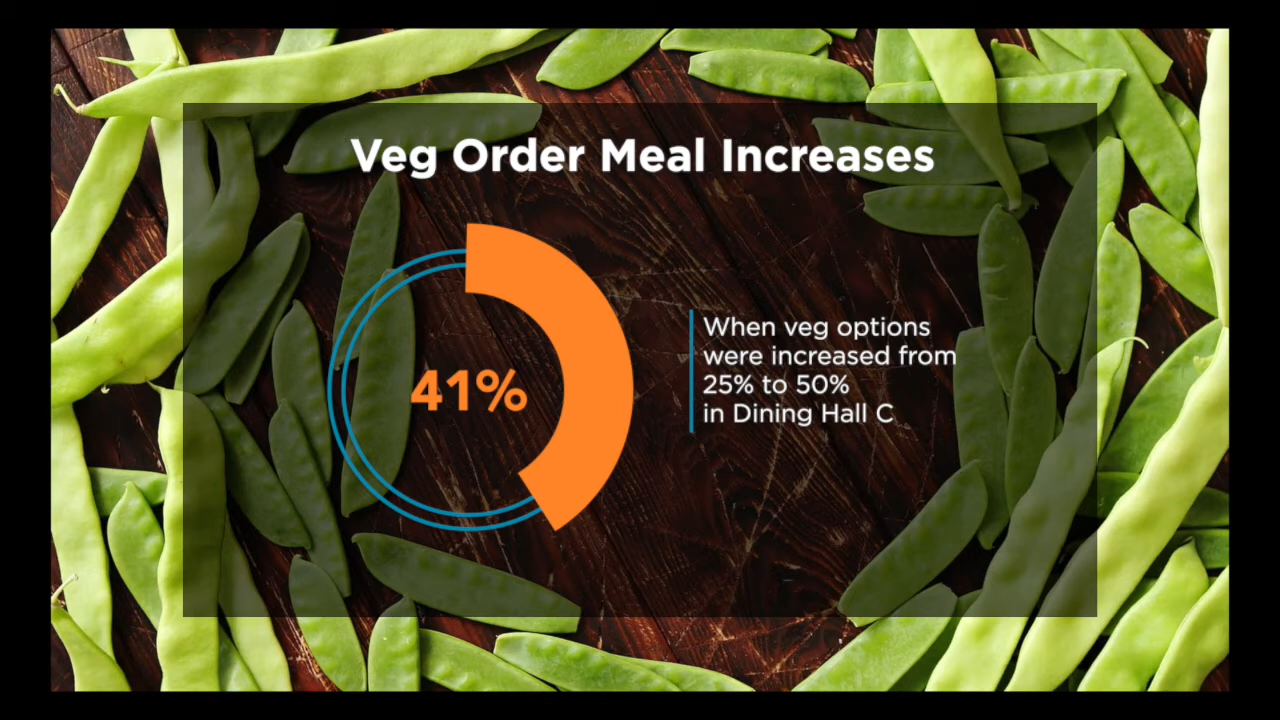 Veg Order Meal Increases
41%
When veg options
were increased from
25% to 50%
in Dining Hall C